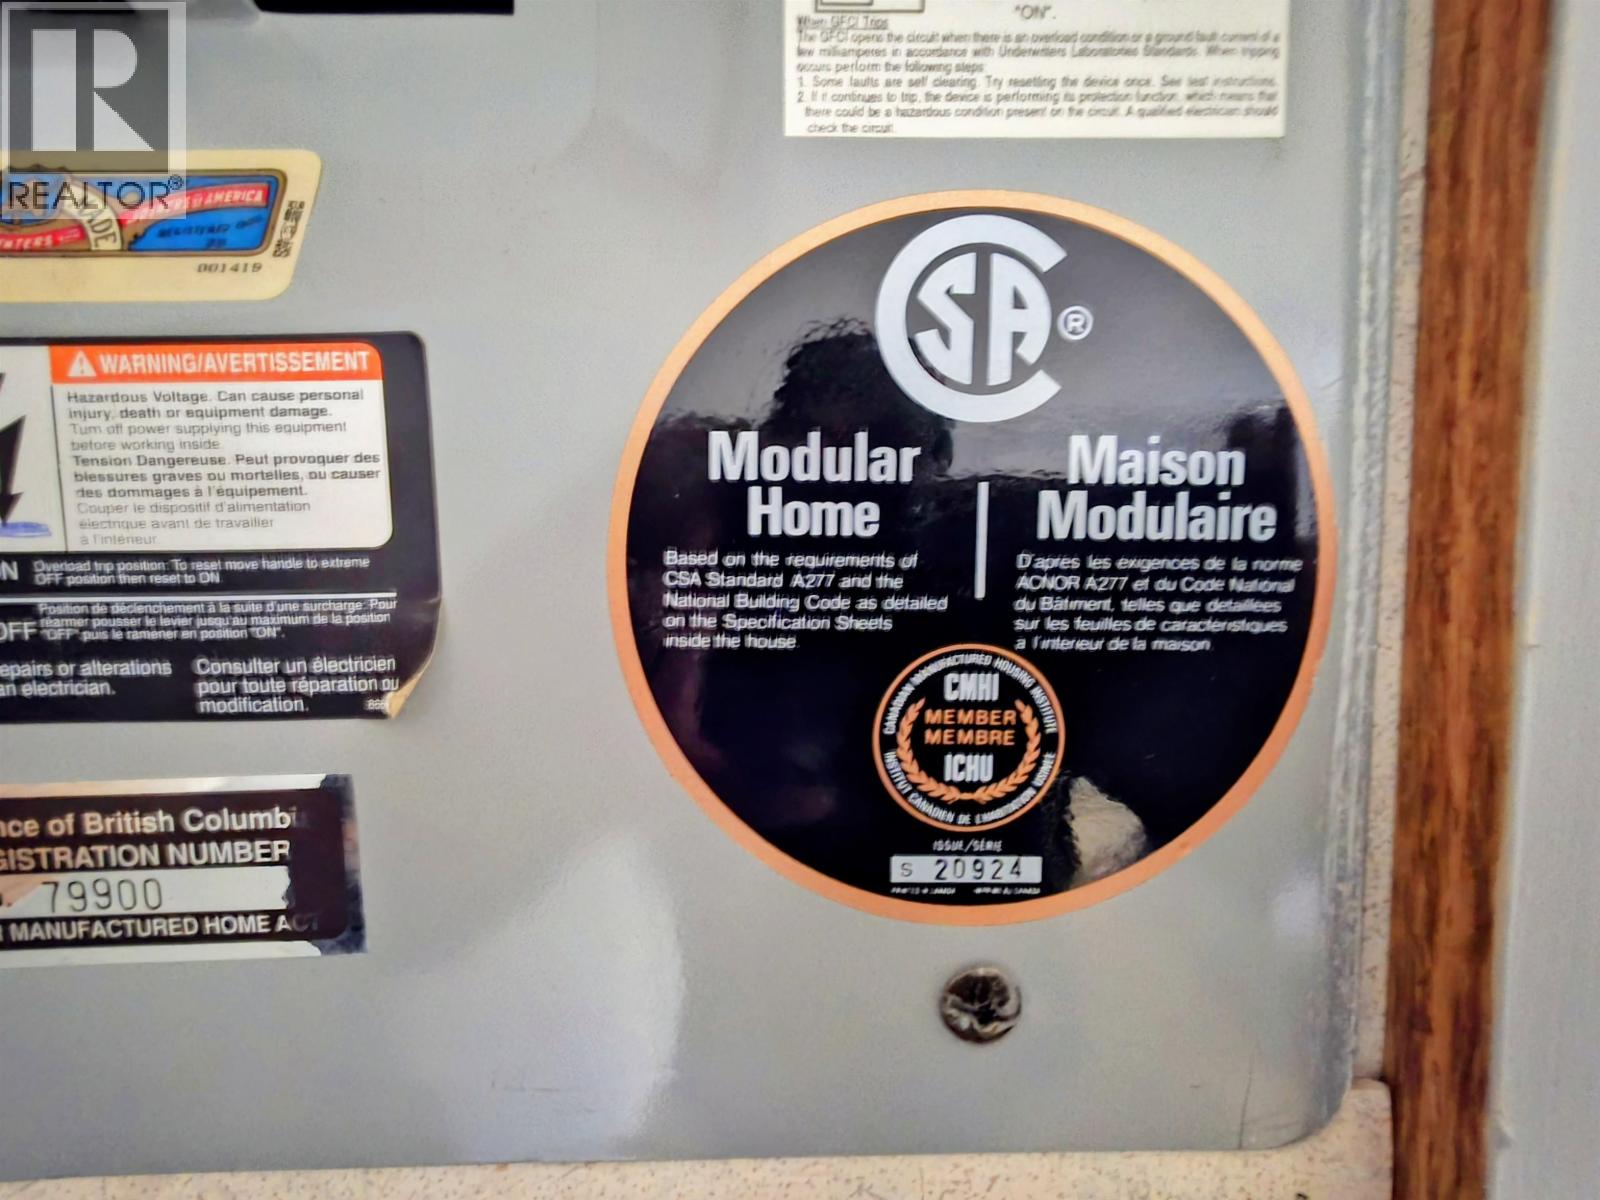 REALTOR®
"ON".
When GFCI Trips
The GFCI opens the circuit when there is an overload condition or a ground fault current of a
few milliamperes in accordance with Underwriters Laboratories Standards. When tripping
occurs perform the following steps:
1. Some faults are self clearing. Try resetting the device once. See test instructions.
2. If it continues to trip, the device is performing its protection function, which means that
there could be a hazardous condition present on the circuit. A qualified electrician should
check the circuit.
OF AMERICA
MADE
001419
WARNING/AVERTISSEMENT
Hazardous Voltage. Can cause personal
injury, death or equipment damage.
Turn off power supplying this equipment
before working inside.
Tension Dangereuse. Peut provoquer des
blessures graves ou mortelles, ou causer
des dommages à l'équipement.
Couper le dispositif d'alimentation
électrique avant de travailler
à l'intérieur.
ON Overload trip position: To reset move handle to extreme
OFF position then reset to ON.
Position de déclenchement à la suite d'une surcharge: Pour
réarmer pousser le levier jusqu'au maximum de la position
OFF "OFF" puis le ramener en position "ON".
epairs or alterations
an electrician.
Consulter un électricien
pour toute réparation ou
modification.
nce of British Columbi
GISTRATION NUMBER
79900
MANUFACTURED HOME ACT
CSA ®
Modular
Home
Based on the requirements of
CSA Standard A277 and the
National Building Code as detailed
on the Specification Sheets
inside the house.
Maison
Modulaire
D'après les exigences de la norme
ACNOR A277 et du Code National
du Bâtiment, telles que detaillees
sur les feuilles de caractéristiques
a l'interieur de la maison.
CANADIAN MANUFACTURED HOUSING INSTITUTE
CMHI
MEMBER
MEMBRE
ICHU
INSTITUT CANADIEN DE L'HABITATION USINEE
ISSUE/SÉRIE
S 20924